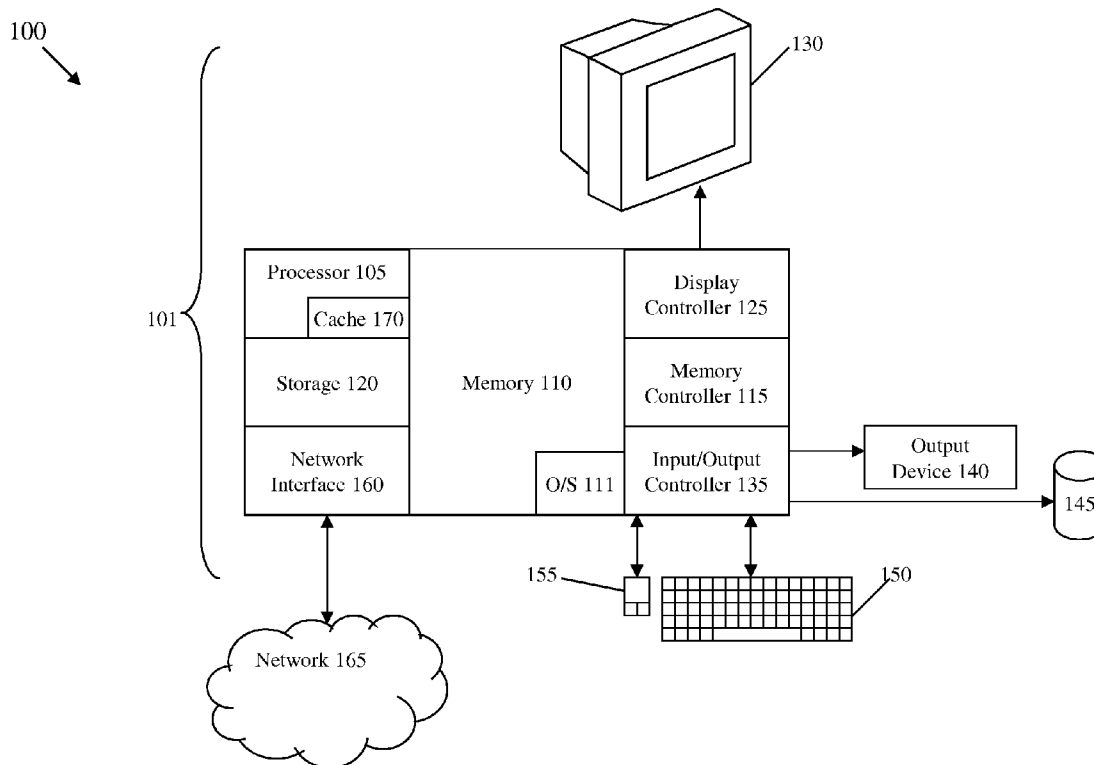 100
130
101
Processor 105
Cache 170
Storage 120
Network
Interface 160
Memory 110
O/S 111
Display
Controller 125
Memory
Controller 115
Input/Output
Controller 135
Output
Device 140
145
155
150
Network 165